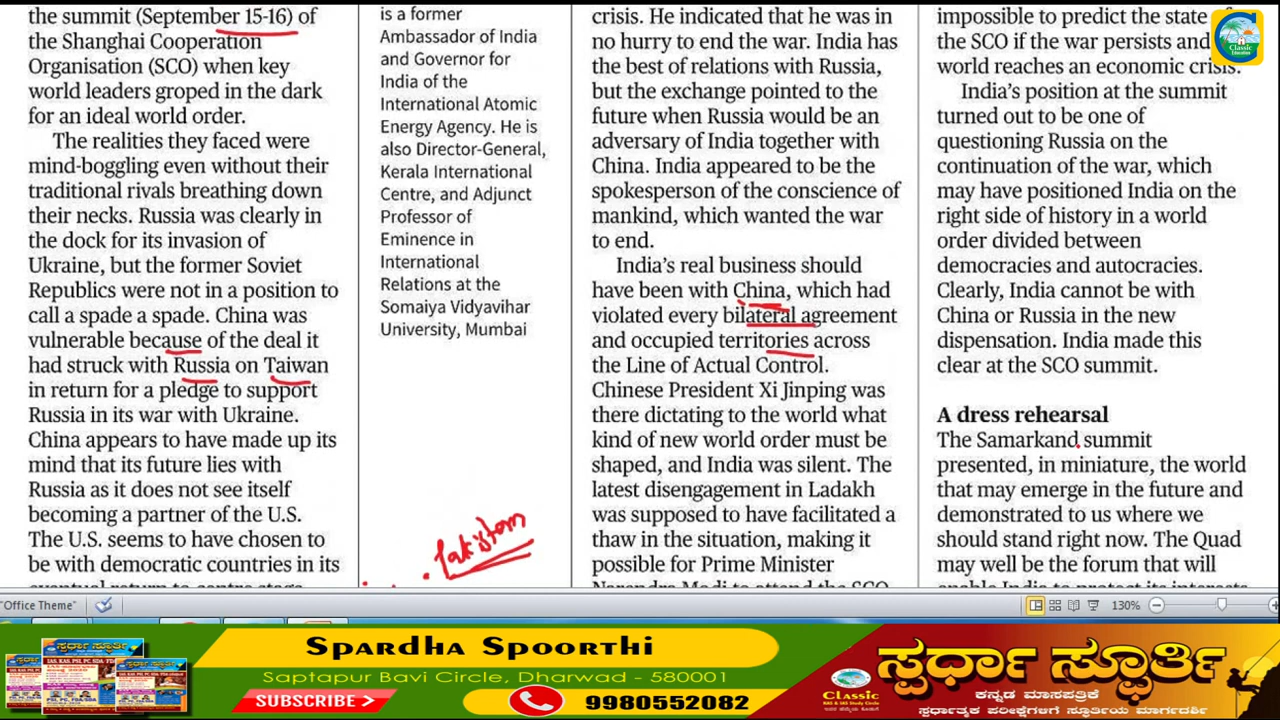 the summit (September 15-16) of
the Shanghai Cooperation
Organisation (SCO) when key
world leaders groped in the dark
for an ideal world order.
The realities they faced were
mind-boggling even without their
traditional rivals breathing down
their necks. Russia was clearly in
the dock for its invasion of
Ukraine, but the former Soviet
Republics were not in a position to
call a spade a spade. China was
vulnerable because of the deal it
had struck with Russia on Taiwan
in return for a pledge to support
Russia in its war with Ukraine.
China appears to have made up its
mind that its future lies with
Russia as it does not see itself
becoming a partner of the U.S.
The U.S. seems to have chosen to
be with democratic countries in its
is a former
Ambassador of India
and Governor for
India of the
International Atomic
Energy Agency. He is
also Director-General,
Kerala International
Centre, and Adjunct
Professor of
Eminence in
International
Relations at the
Somaiya Vidyavihar
University, Mumbai
crisis. He indicated that he was in
no hurry to end the war. India has
the best of relations with Russia,
but the exchange pointed to the
future when Russia would be an
adversary of India together with
China. India appeared to be the
spokesperson of the conscience of
mankind, which wanted the war
to end.
India's real business should
have been with China, which had
violated every bilateral agreement
and occupied territories across
the Line of Actual Control.
Chinese President Xi Jinping was
there dictating to the world what
kind of new world order must be
shaped, and India was silent. The
latest disengagement in Ladakh
was supposed to have facilitated a
thaw in the situation, making it
possible for Prime Minister
Narendra Modi to attend the SCO
impossible to predict the state of
the SCO if the war persists and
world reaches an economic crisis.
India's position at the summit
turned out to be one of
questioning Russia on the
continuation of the war, which
may have positioned India on the
right side of history in a world
order divided between
democracies and autocracies.
Clearly, India cannot be with
China or Russia in the new
dispensation. India made this
clear at the SCO summit.
A dress rehearsal
The Samarkand summit
presented, in miniature, the world
that may emerge in the future and
demonstrated to us where we
should stand right now. The Quad
may well be the forum that will
enable India to protect its interests
Classic
Education
"Office Theme"
130%
Spardha Spoorthi
Saptapur Bavi Circle, Dharwad - 580001
SUBSCRIBE
9980552082
ಸ್ಪರ್ಧಾ ಸ್ಫೂರ್ತಿ
ಕನ್ನಡ ಮಾಸಪತ್ರಿಕೆ
ಸ್ಪರ್ಧಾತ್ಮಕ ಪರೀಕ್ಷೆಗಳಿಗೆ ಸ್ಫೂರ್ತಿಯ ಮಾರ್ಗದರ್ಶಿ
Classic